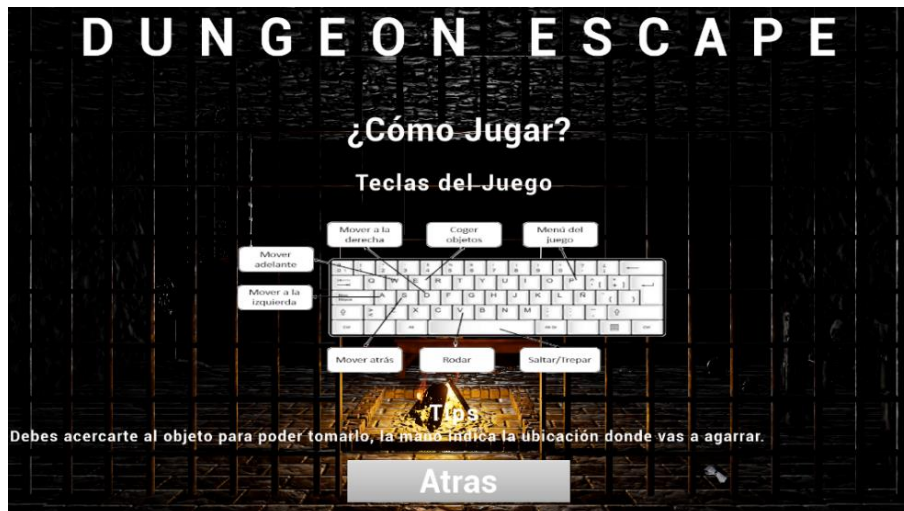 DUNGEON ESCAPE
¿Cómo Jugar?
Teclas del Juego
Mover a la
derecha
Coger
objetos
Menú del
juego
Mover
adelante
Mover a la
izquierda
Q W E R T Y U I O P
A S D F G H J K L Ñ
Z X C V B N M
Mover atrás
Rodar
Saltar/Trepar
Tips
Debes acercarte al objeto para poder tomarlo, la mano indica la ubicación donde vas a agarrar.
Atras